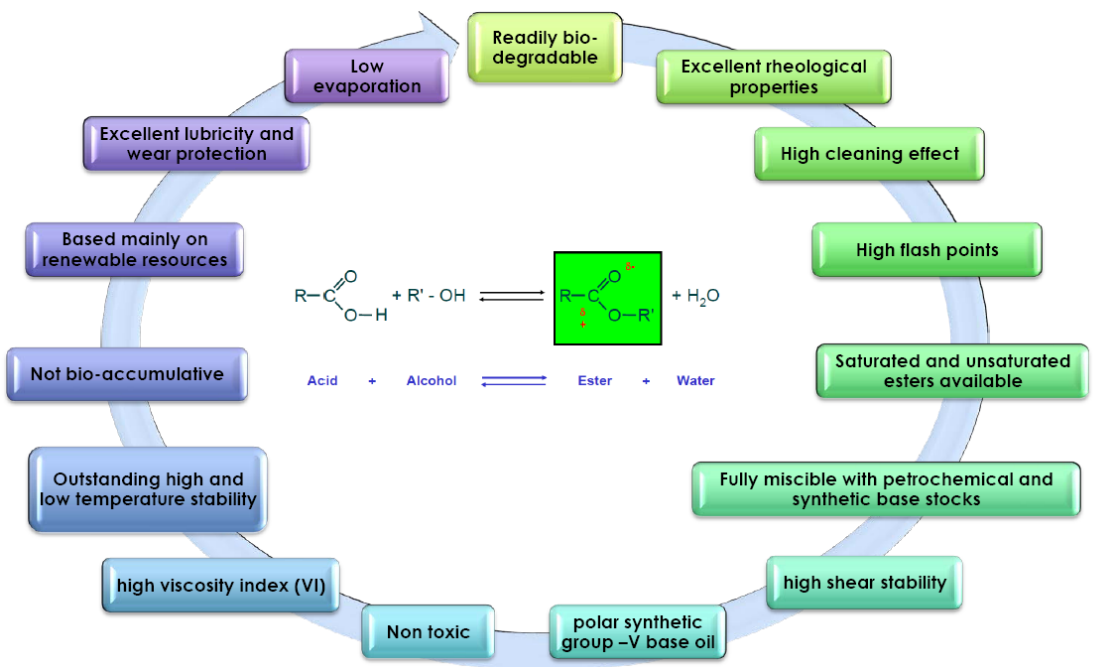 Readily bio-
degradable
Excellent rheological
properties
High cleaning effect
High flash points
Saturated and unsaturated
esters available
Fully miscible with petrochemical and
synthetic base stocks
high shear stability
polar synthetic
group –V base oil
Non toxic
high viscosity index (VI)
Outstanding high and
low temperature stability
Not bio-accumulative
Based mainly on
renewable resources
Excellent lubricity and
wear protection
Low
evaporation
O δ-
O
R–C + R' - OH ⇌ R–C + H₂O
O–H
δ
+
O–R'
Acid + Alcohol ⇌ Ester + Water